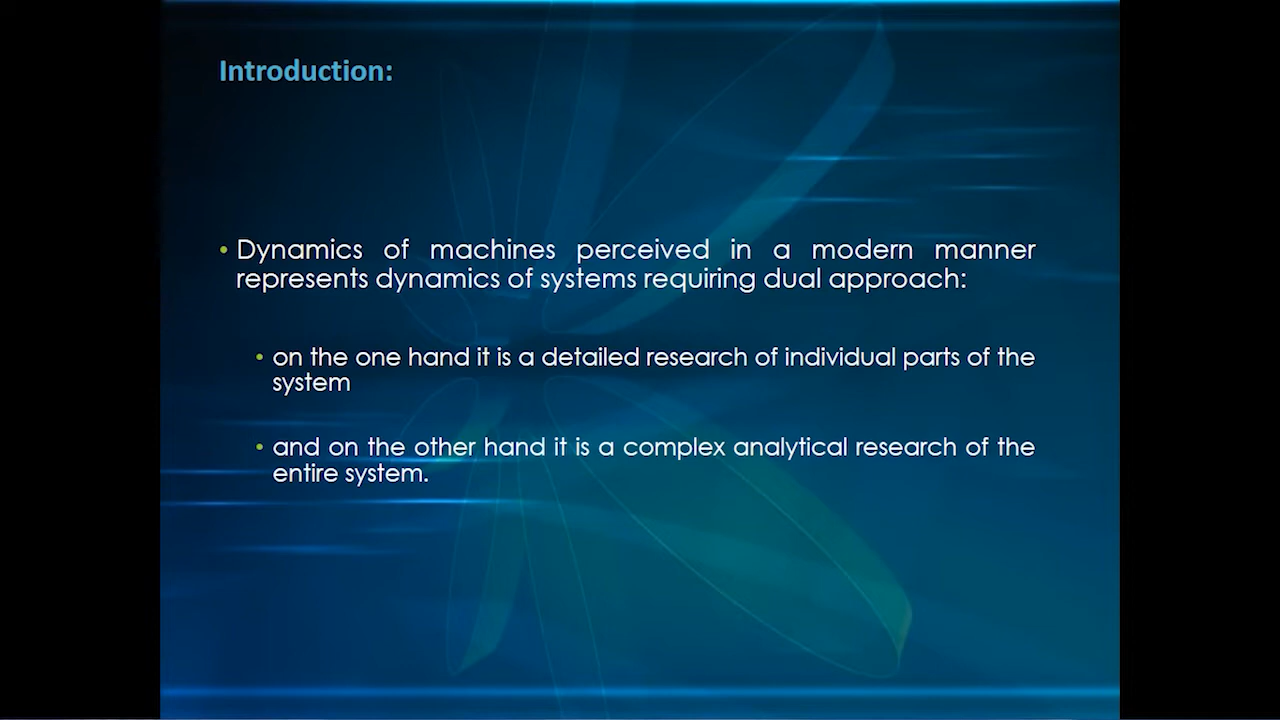 Introduction:
• Dynamics of machines perceived in a modern manner
represents dynamics of systems requiring dual approach:
• on the one hand it is a detailed research of individual parts of the
system
• and on the other hand it is a complex analytical research of the
entire system.